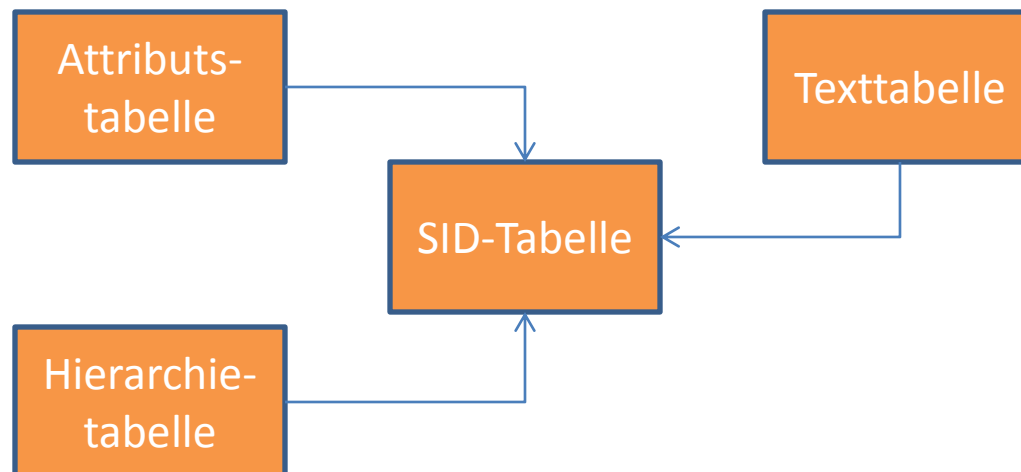 Attributs-
tabelle
Texttabelle
SID-Tabelle
Hierarchie-
tabelle